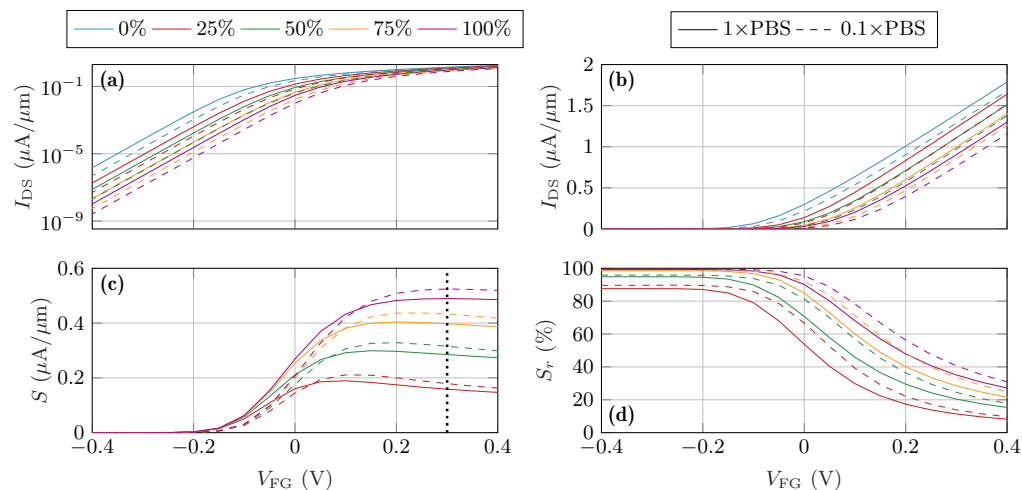 0% 25% 50% 75% 100%
1×PBS 0.1×PBS
(a)
10⁻¹
10⁻⁵
10⁻⁹
I_DS (μA/μm)
(b)
2
1.5
1
0.5
0
I_DS (μA/μm)
(c)
0.6
0.4
0.2
0
S (μA/μm)
−0.4 −0.2 0 0.2 0.4
V_FG (V)
(d)
100
80
60
40
20
0
S_r (%)
−0.4 −0.2 0 0.2 0.4
V_FG (V)